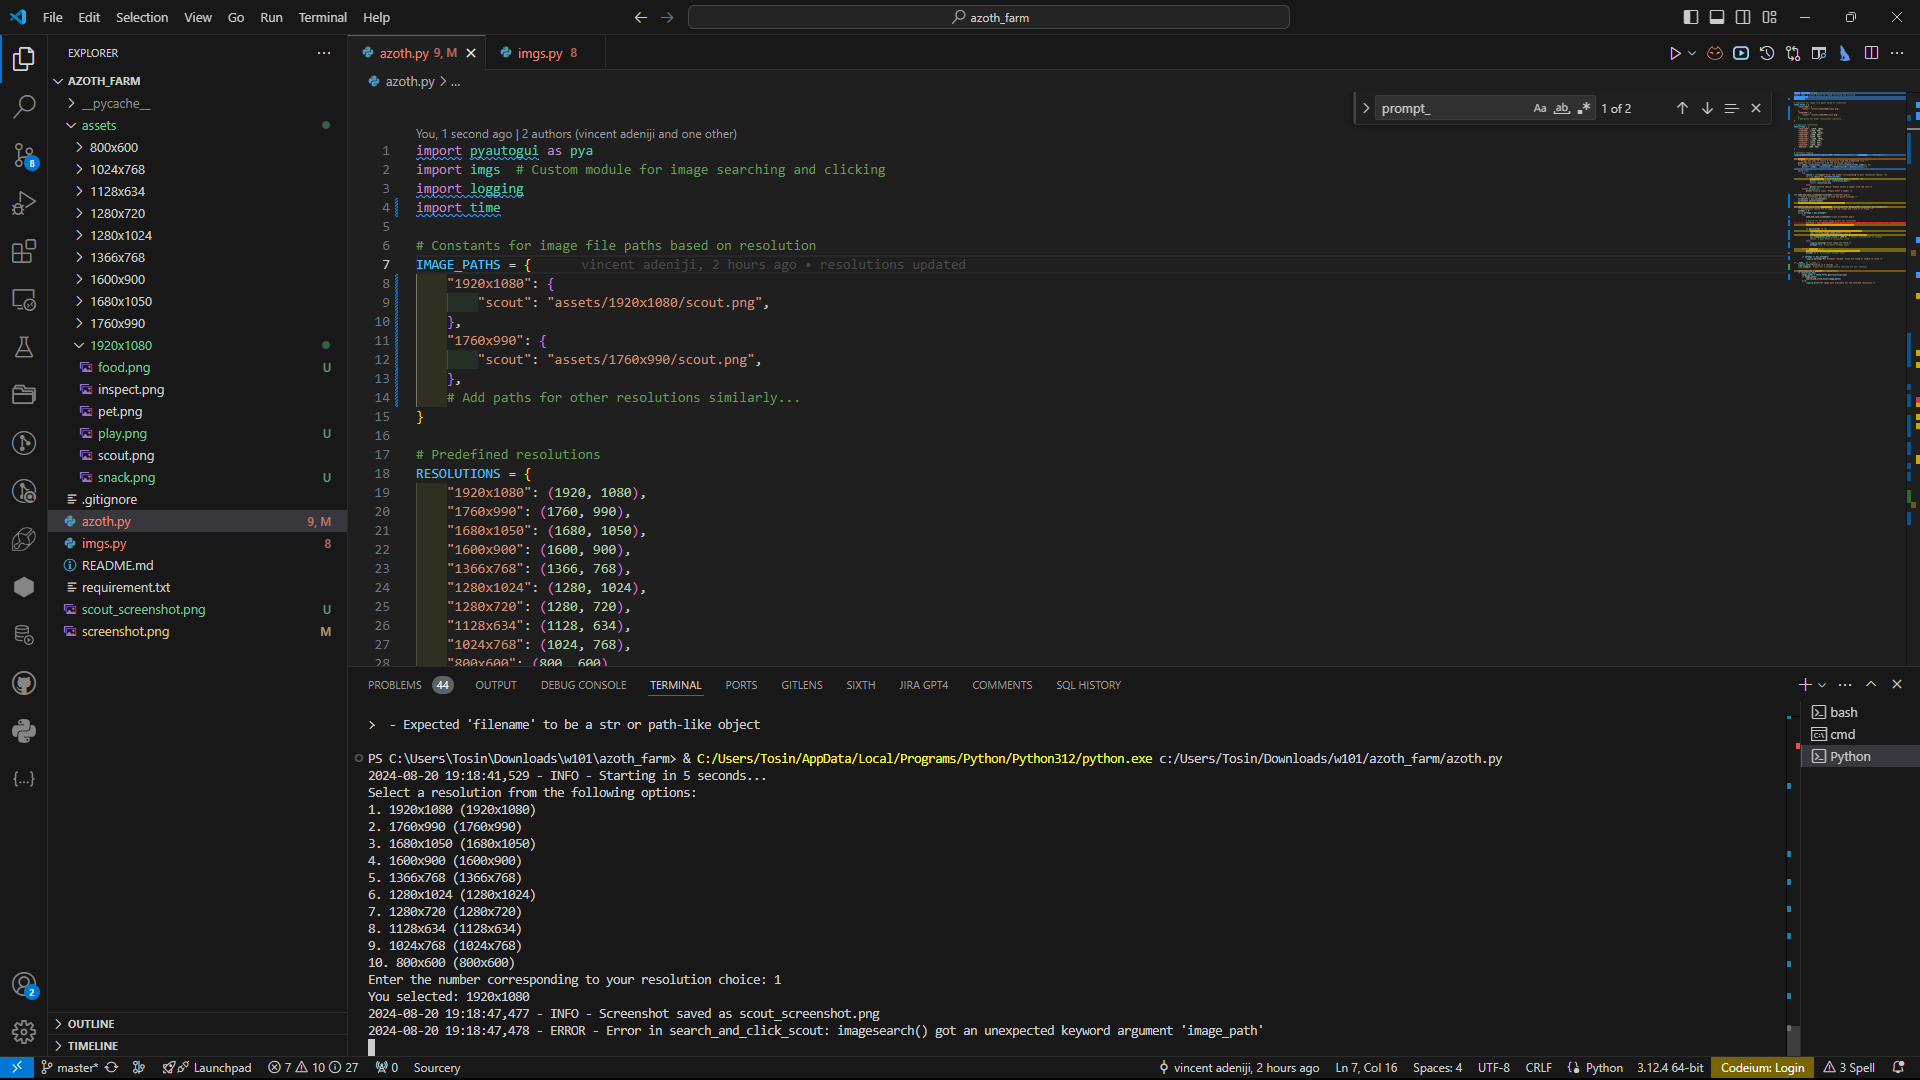 File Edit Selection View Go Run Terminal Help
azoth_farm
EXPLORER
AZOTH_FARM
__pycache__
assets
800x600
1024x768
1128x634
1280x720
1280x1024
1366x768
1600x900
1680x1050
1760x990
1920x1080
food.png U
inspect.png
pet.png
play.png U
scout.png
snack.png U
.gitignore
azoth.py 9, M
imgs.py 8
README.md
requirement.txt
scout_screenshot.png U
screenshot.png M
OUTLINE
TIMELINE
8
2
azoth.py 9, M
imgs.py 8
azoth.py > ...
prompt_ Aa ab 1 of 2
You, 1 second ago | 2 authors (vincent adeniji and one other)
1 import pyautogui as pya
2 import imgs # Custom module for image searching and clicking
3 import logging
4 import time
5
6 # Constants for image file paths based on resolution
7 IMAGE_PATHS = { vincent adeniji, 2 hours ago • resolutions updated
8 "1920x1080": {
9 "scout": "assets/1920x1080/scout.png",
10 },
11 "1760x990": {
12 "scout": "assets/1760x990/scout.png",
13 },
14 # Add paths for other resolutions similarly...
15 }
16
17 # Predefined resolutions
18 RESOLUTIONS = {
19 "1920x1080": (1920, 1080),
20 "1760x990": (1760, 990),
21 "1680x1050": (1680, 1050),
22 "1600x900": (1600, 900),
23 "1366x768": (1366, 768),
24 "1280x1024": (1280, 1024),
25 "1280x720": (1280, 720),
26 "1128x634": (1128, 634),
27 "1024x768": (1024, 768),
28 "800x600": (800, 600)
PROBLEMS 44 OUTPUT DEBUG CONSOLE TERMINAL PORTS GITLENS SIXTH JIRA GPT4 COMMENTS SQL HISTORY
> - Expected 'filename' to be a str or path-like object
PS C:\Users\Tosin\Downloads\w101\azoth_farm> & C:/Users/Tosin/AppData/Local/Programs/Python/Python312/python.exe c:/Users/Tosin/Downloads/w101/azoth_farm/azoth.py
2024-08-20 19:18:41,529 - INFO - Starting in 5 seconds...
Select a resolution from the following options:
1. 1920x1080 (1920x1080)
2. 1760x990 (1760x990)
3. 1680x1050 (1680x1050)
4. 1600x900 (1600x900)
5. 1366x768 (1366x768)
6. 1280x1024 (1280x1024)
7. 1280x720 (1280x720)
8. 1128x634 (1128x634)
9. 1024x768 (1024x768)
10. 800x600 (800x600)
Enter the number corresponding to your resolution choice: 1
You selected: 1920x1080
2024-08-20 19:18:47,477 - INFO - Screenshot saved as scout_screenshot.png
2024-08-20 19:18:47,478 - ERROR - Error in search_and_click_scout: imagesearch() got an unexpected keyword argument 'image_path'
bash
cmd
Python
master* Launchpad 7 10 27 0 Sourcery vincent adeniji, 2 hours ago Ln 7, Col 16 Spaces: 4 UTF-8 CRLF Python 3.12.4 64-bit Codeium: Login 3 Spell